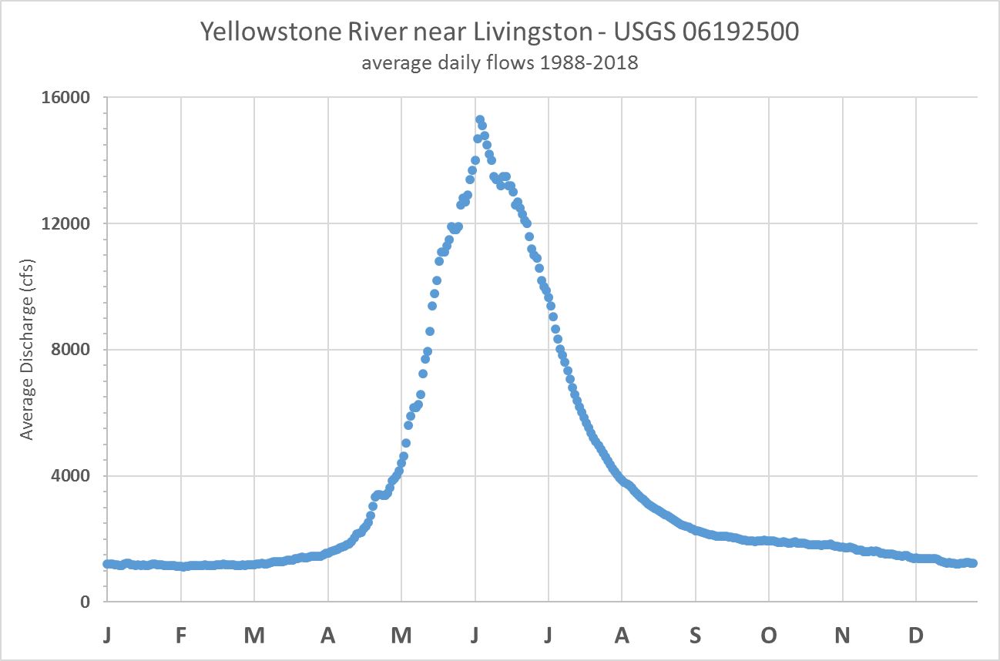 Yellowstone River near Livingston - USGS 06192500
average daily flows 1988-2018
Average Discharge (cfs)
16000
12000
8000
4000
0
J F M A M J J A S O N D